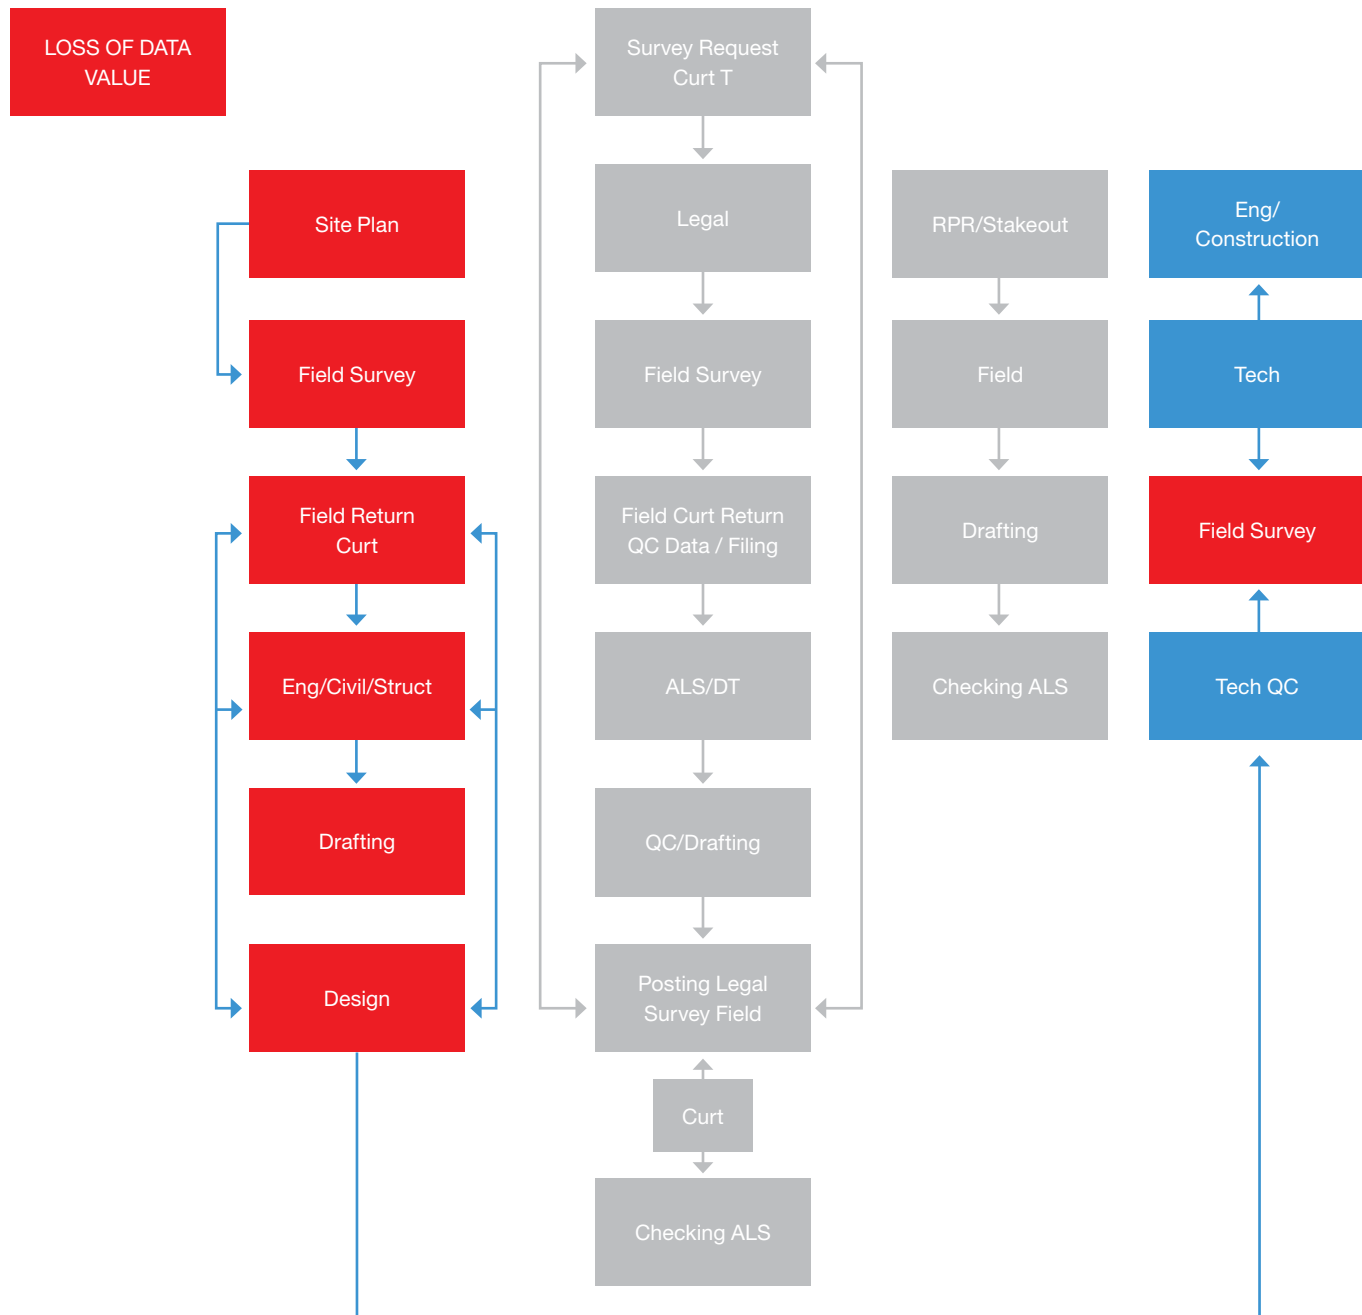 LOSS OF DATA
VALUE
Survey Request
Curt T
Site Plan
Legal
RPR/Stakeout
Eng/
Construction
Field Survey
Field Survey
Field
Tech
Field Return
Curt
Field Curt Return
QC Data / Filing
Drafting
Field Survey
Eng/Civil/Struct
ALS/DT
Checking ALS
Tech QC
Drafting
QC/Drafting
Design
Posting Legal
Survey Field
Curt
Checking ALS